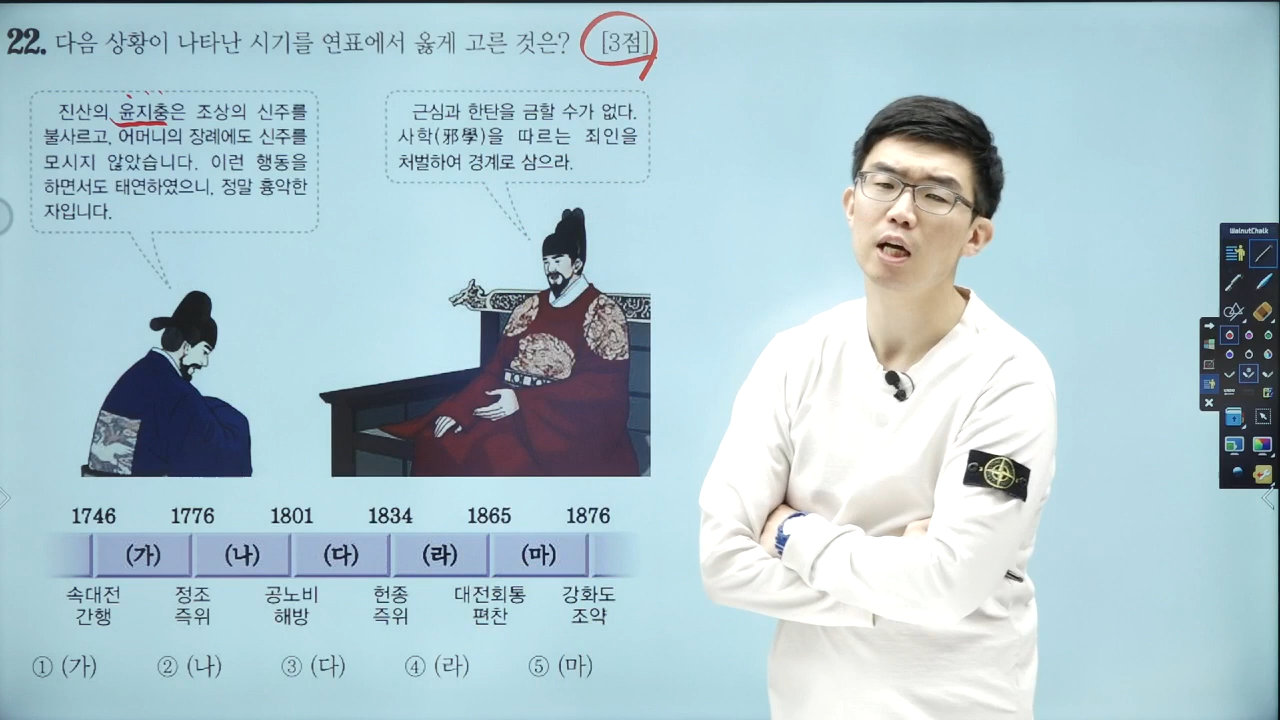 22. 다음 상황이 나타난 시기를 연표에서 옳게 고른 것은? [3점]
진산의 윤지충은 조상의 신주를
불사르고, 어머니의 장례에도 신주를
모시지 않았습니다. 이런 행동을
하면서도 태연하였으니, 정말 흉악한
자입니다.
근심과 한탄을 금할 수가 없다.
사학(邪學)을 따르는 죄인을
처벌하여 경계로 삼으라.
1746 1776 1801 1834 1865 1876
(가) (나) (다) (라) (마)
속대전 정조 공노비 헌종 대전회통 강화도
간행 즉위 해방 즉위 편찬 조약
① (가) ② (나) ③ (다) ④ (라) ⑤ (마)
WalnutChalk